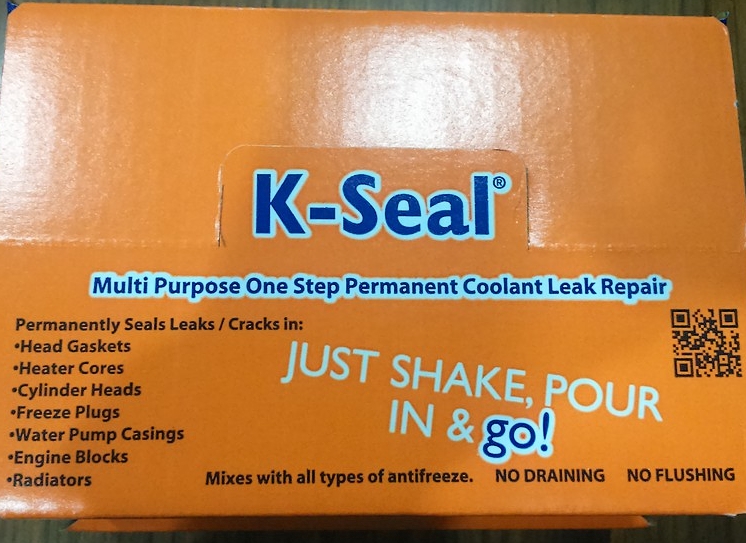 K-Seal®
Multi Purpose One Step Permanent Coolant Leak Repair
Permanently Seals Leaks / Cracks in:
•Head Gaskets
•Heater Cores
•Cylinder Heads
•Freeze Plugs
•Water Pump Casings
•Engine Blocks
•Radiators
JUST SHAKE, POUR
IN & go!
Mixes with all types of antifreeze. NO DRAINING NO FLUSHING